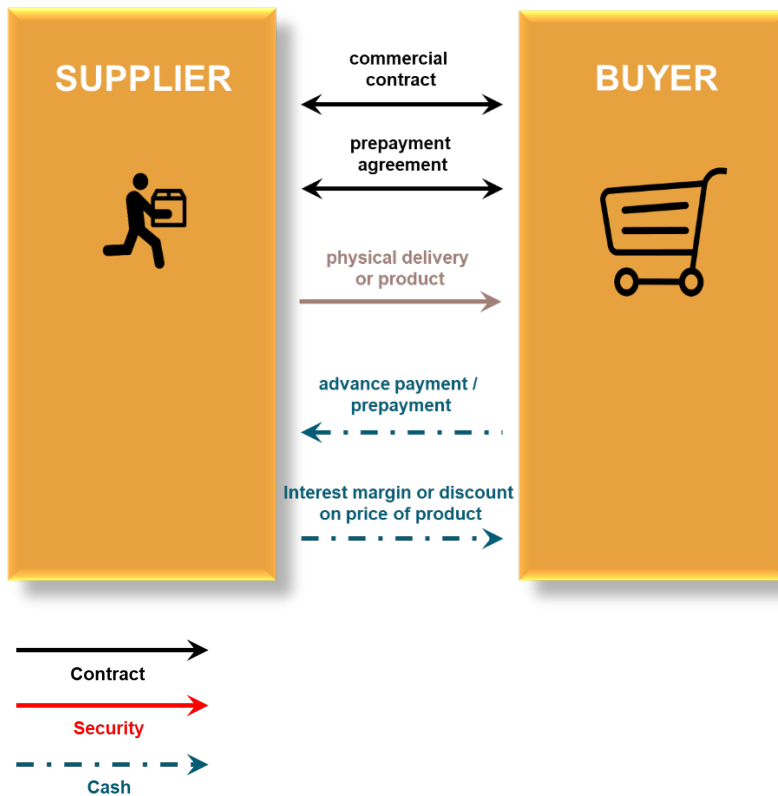 SUPPLIER
BUYER
commercial
contract
prepayment
agreement
physical delivery
or product
advance payment /
prepayment
Interest margin or discount
on price of product
Contract
Security
Cash